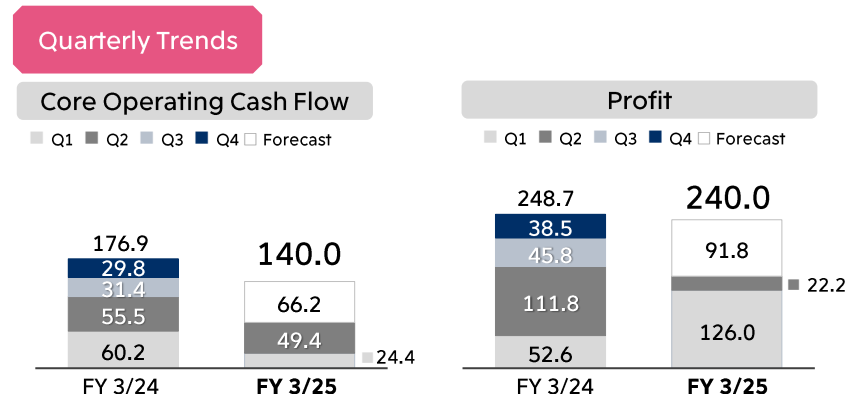 Quarterly Trends
Core Operating Cash Flow
Q1 Q2 Q3 Q4 Forecast
176.9
29.8
31.4
55.5
60.2
FY 3/24
140.0
66.2
49.4
24.4
FY 3/25
Profit
Q1 Q2 Q3 Q4 Forecast
248.7
38.5
45.8
111.8
52.6
FY 3/24
240.0
91.8
22.2
126.0
FY 3/25